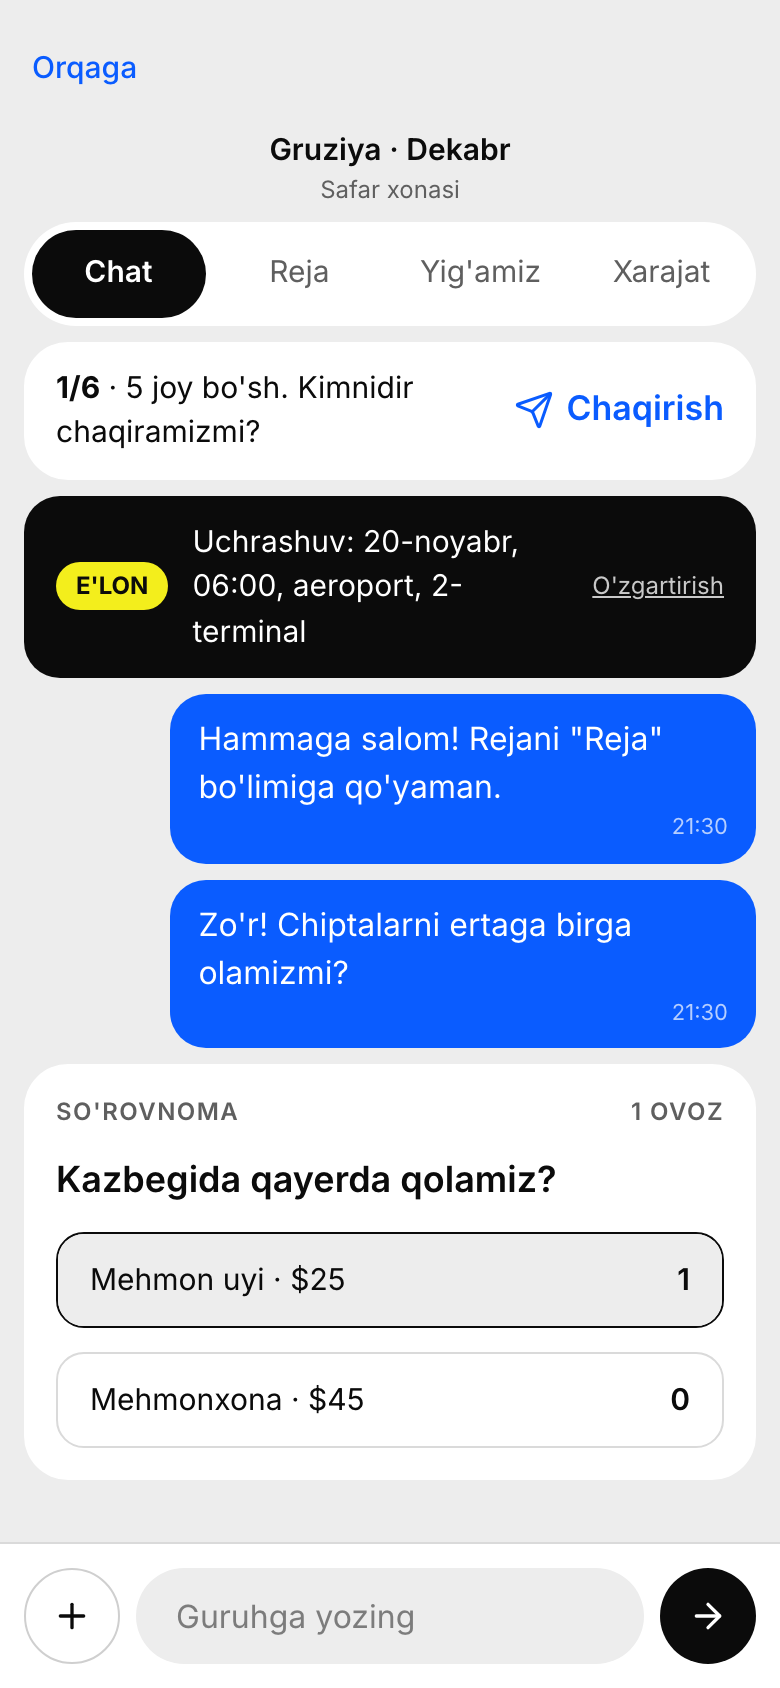 Orqaga
Gruziya · Dekabr
Safar xonasi
Chat Reja Yig'amiz Xarajat
1/6 · 5 joy bo'sh. Kimnidir
chaqiramizmi?
Chaqirish
E'LON
Uchrashuv: 20-noyabr,
06:00, aeroport, 2-
terminal
O'zgartirish
Hammaga salom! Rejani "Reja"
bo'limiga qo'yaman.
21:30
Zo'r! Chiptalarni ertaga birga
olamizmi?
21:30
SO'ROVNOMA 1 OVOZ
Kazbegida qayerda qolamiz?
Mehmon uyi · $25 1
Mehmonxona · $45 0
Guruhga yozing